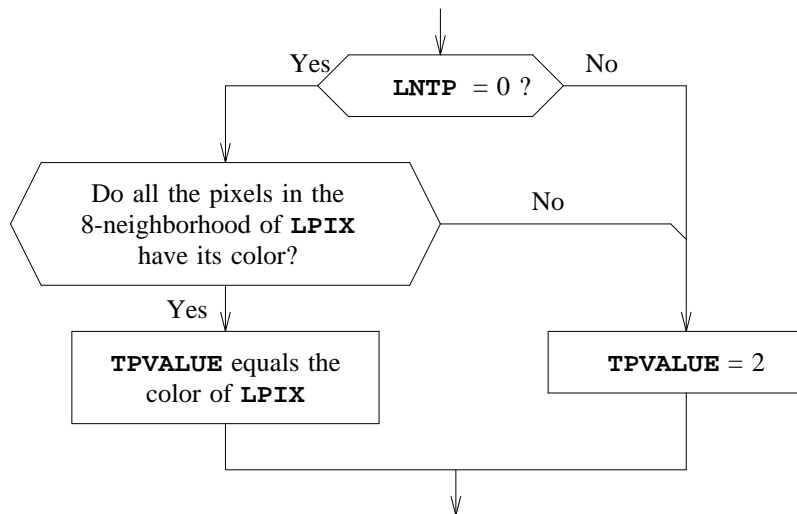 Yes
LNTP = 0 ?
No
Do all the pixels in the
8-neighborhood of LPIX
have its color?
No
Yes
TPVALUE equals the
color of LPIX
TPVALUE = 2